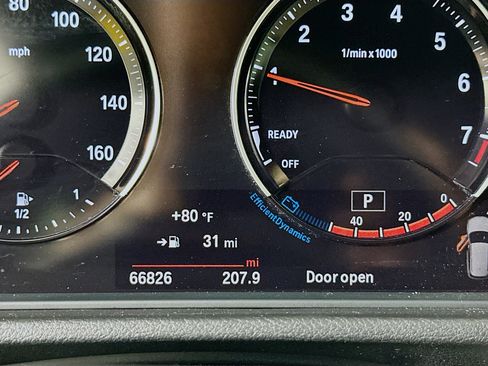 80
100
120
mph
140
160
1/2
1
1
2
3
4
5
6
7
1/min x 1000
READY
OFF
EfficientDynamics
P
40
20
0
+80 °F
31 mi
mi
66826
207.9
Door open